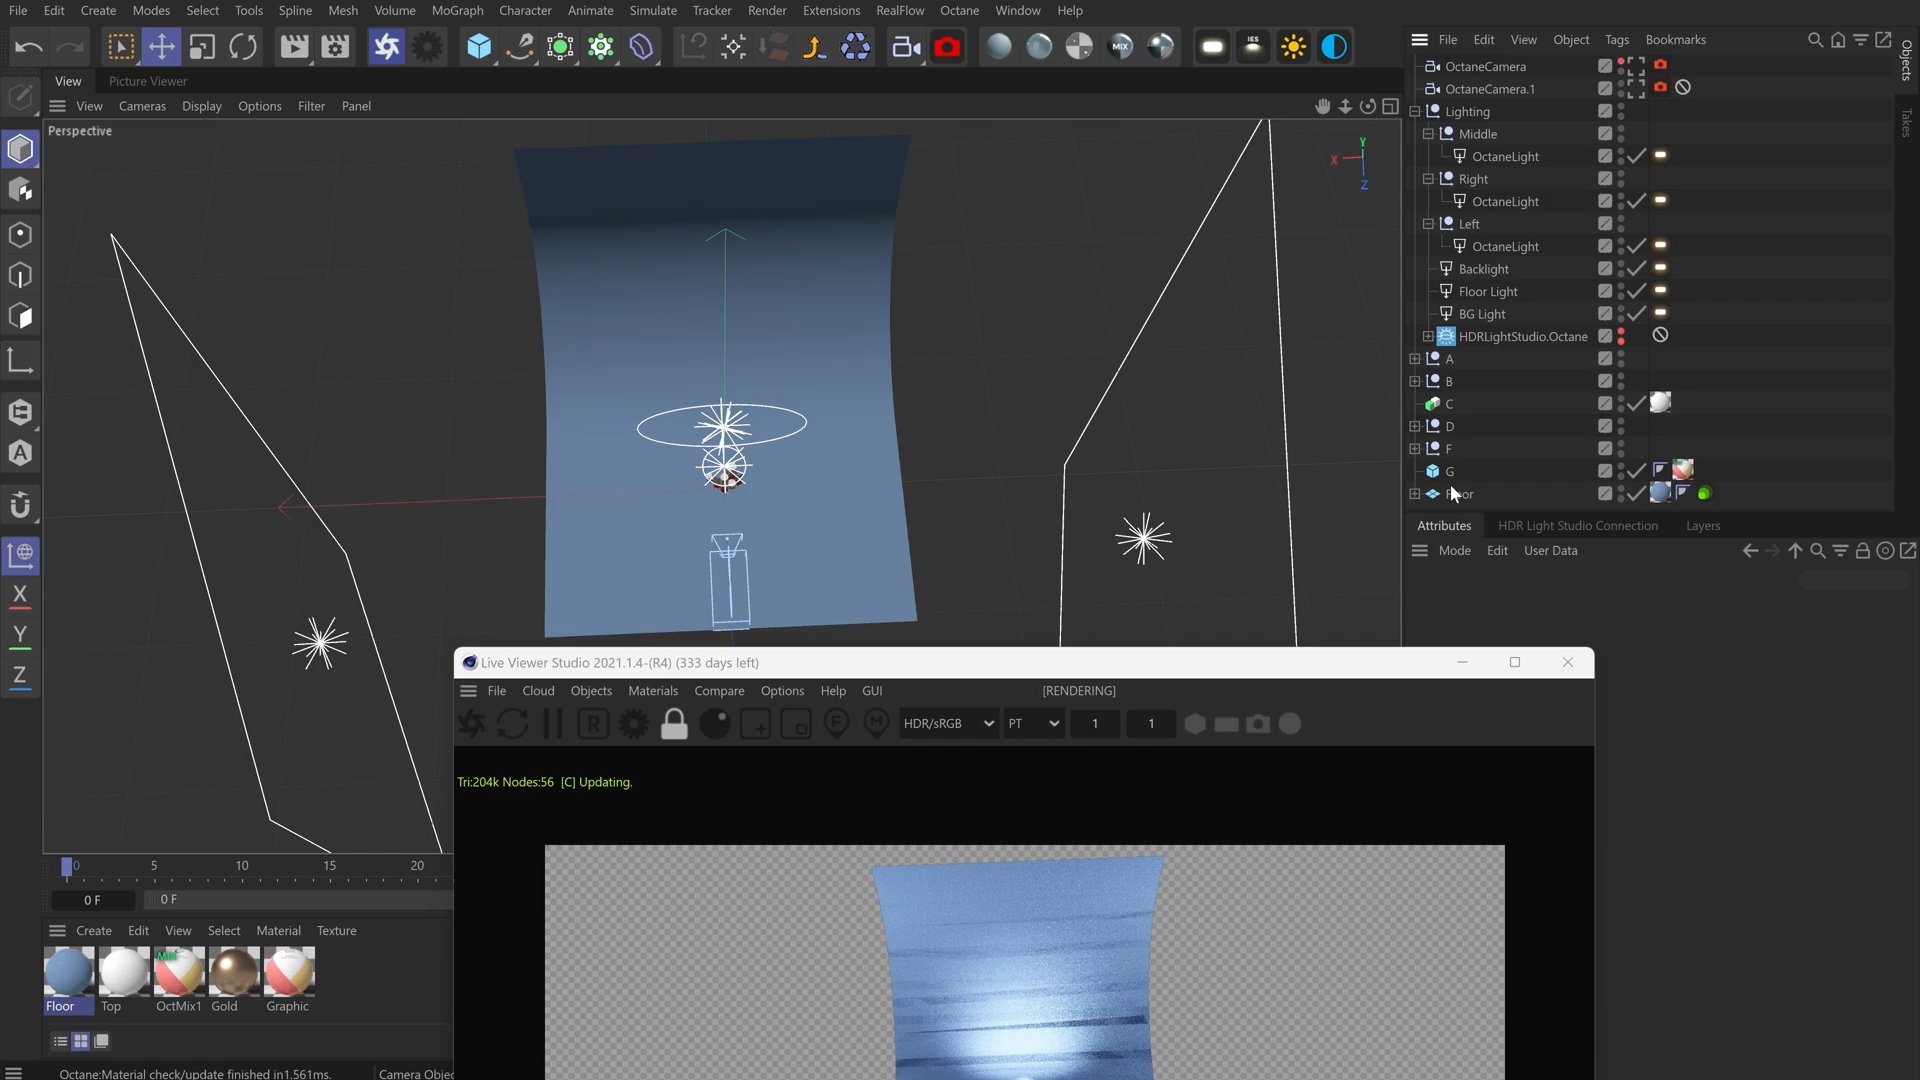 File Edit Create Modes Select Tools Spline Mesh Volume MoGraph Character Animate Simulate Tracker Render Extensions RealFlow Octane Window Help
MIX IES
View Picture Viewer
View Cameras Display Options Filter Panel
Perspective
Y
X
Z
File Edit View Object Tags Bookmarks
Objects
Takes
OctaneCamera
OctaneCamera.1
Lighting
Middle
OctaneLight
Right
OctaneLight
Left
OctaneLight
Backlight
Floor Light
BG Light
HDRLightStudio.Octane
A
B
C
D
F
G
Attributes HDR Light Studio Connection Layers
Mode Edit User Data
X
Y
Z
Live Viewer Studio 2021.1.4-(R4) (333 days left)
File Cloud Objects Materials Compare Options Help GUI [RENDERING]
R F M HDR/sRGB PT 1 1
Tri:204k Nodes:56 [C] Updating.
0 5 10 15 20
0 F 0 F
Create Edit View Select Material Texture
MIX
Floor Top OctMix1 Gold Graphic
Octane:Material check/update finished in1.561ms. Camera Objec